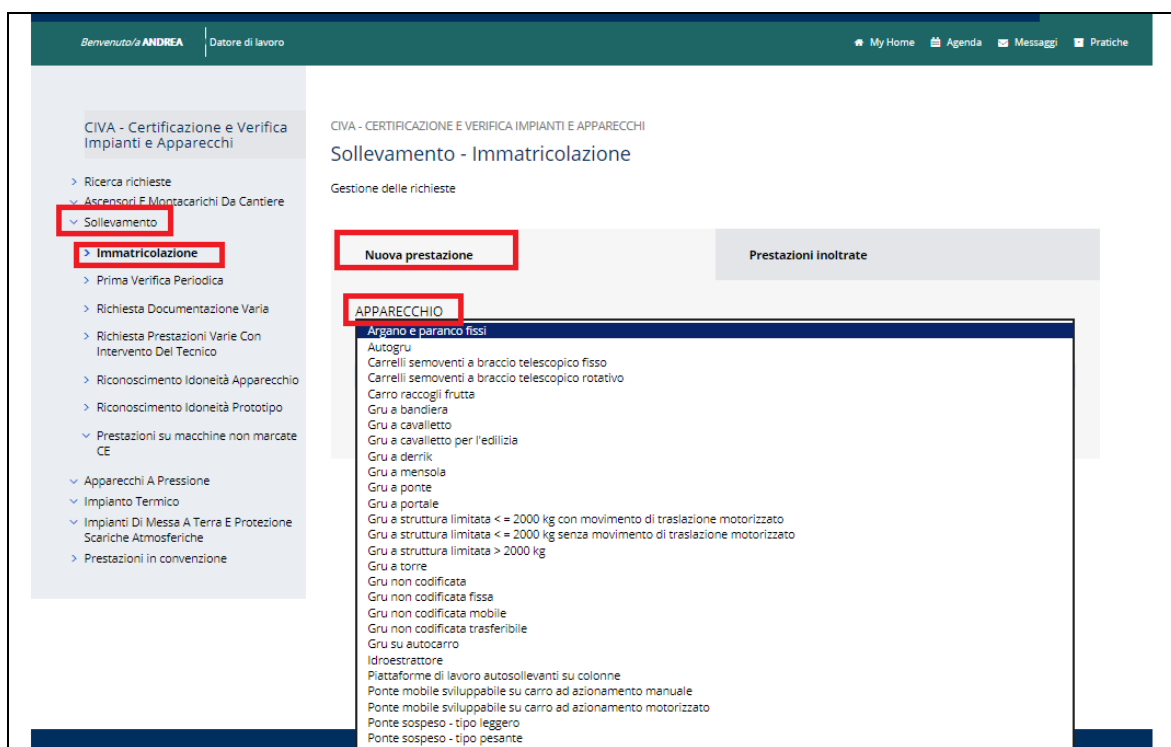 Benvenuto/a ANDREA
Datore di lavoro
My Home
Agenda
Messaggi
Pratiche
CIVA - Certificazione e Verifica
Impianti e Apparecchi
Ricerca richieste
Ascensori E Montacarichi Da Cantiere
Sollevamento
Immatricolazione
Prima Verifica Periodica
Richiesta Documentazione Varia
Richiesta Prestazioni Varie Con
Intervento Del Tecnico
Riconoscimento Idoneità Apparecchio
Riconoscimento Idoneità Prototipo
Prestazioni su macchine non marcate
CE
Apparecchi A Pressione
Impianto Termico
Impianti Di Messa A Terra E Protezione
Scariche Atmosferiche
Prestazioni in convenzione
CIVA - CERTIFICAZIONE E VERIFICA IMPIANTI E APPARECCHI
Sollevamento - Immatricolazione
Gestione delle richieste
Nuova prestazione
Prestazioni inoltrate
APPARECCHIO
Argano e paranco fissi
Autogru
Carrelli semoventi a braccio telescopico fisso
Carrelli semoventi a braccio telescopico rotativo
Carro raccogli frutta
Gru a bandiera
Gru a cavalletto
Gru a cavalletto per l'edilizia
Gru a derrik
Gru a mensola
Gru a ponte
Gru a portale
Gru a struttura limitata < = 2000 kg con movimento di traslazione motorizzato
Gru a struttura limitata < = 2000 kg senza movimento di traslazione motorizzato
Gru a struttura limitata > 2000 kg
Gru a torre
Gru non codificata
Gru non codificata fissa
Gru non codificata mobile
Gru non codificata trasferibile
Gru su autocarro
Idroestrattore
Piattaforme di lavoro autosollevanti su colonne
Ponte mobile sviluppabile su carro ad azionamento manuale
Ponte mobile sviluppabile su carro ad azionamento motorizzato
Ponte sospeso - tipo leggero
Ponte sospeso - tipo pesante